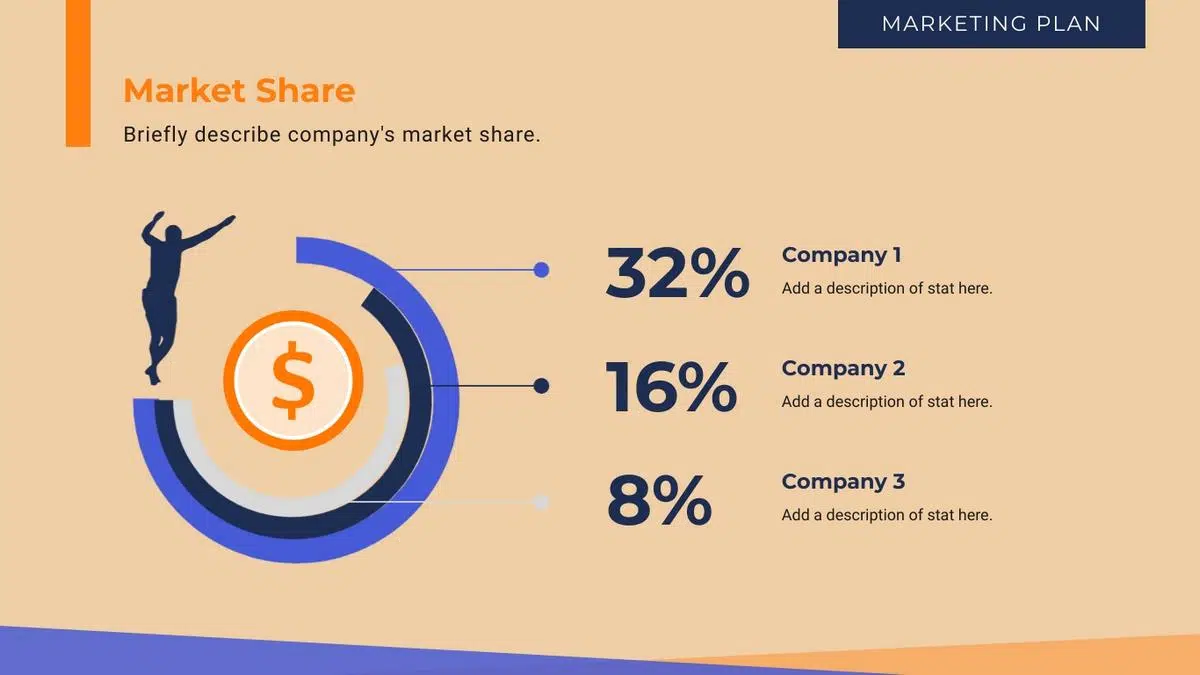 MARKETING PLAN
Market Share
Briefly describe company's market share.
$
32%
Company 1
Add a description of stat here.
16%
Company 2
Add a description of stat here.
8%
Company 3
Add a description of stat here.